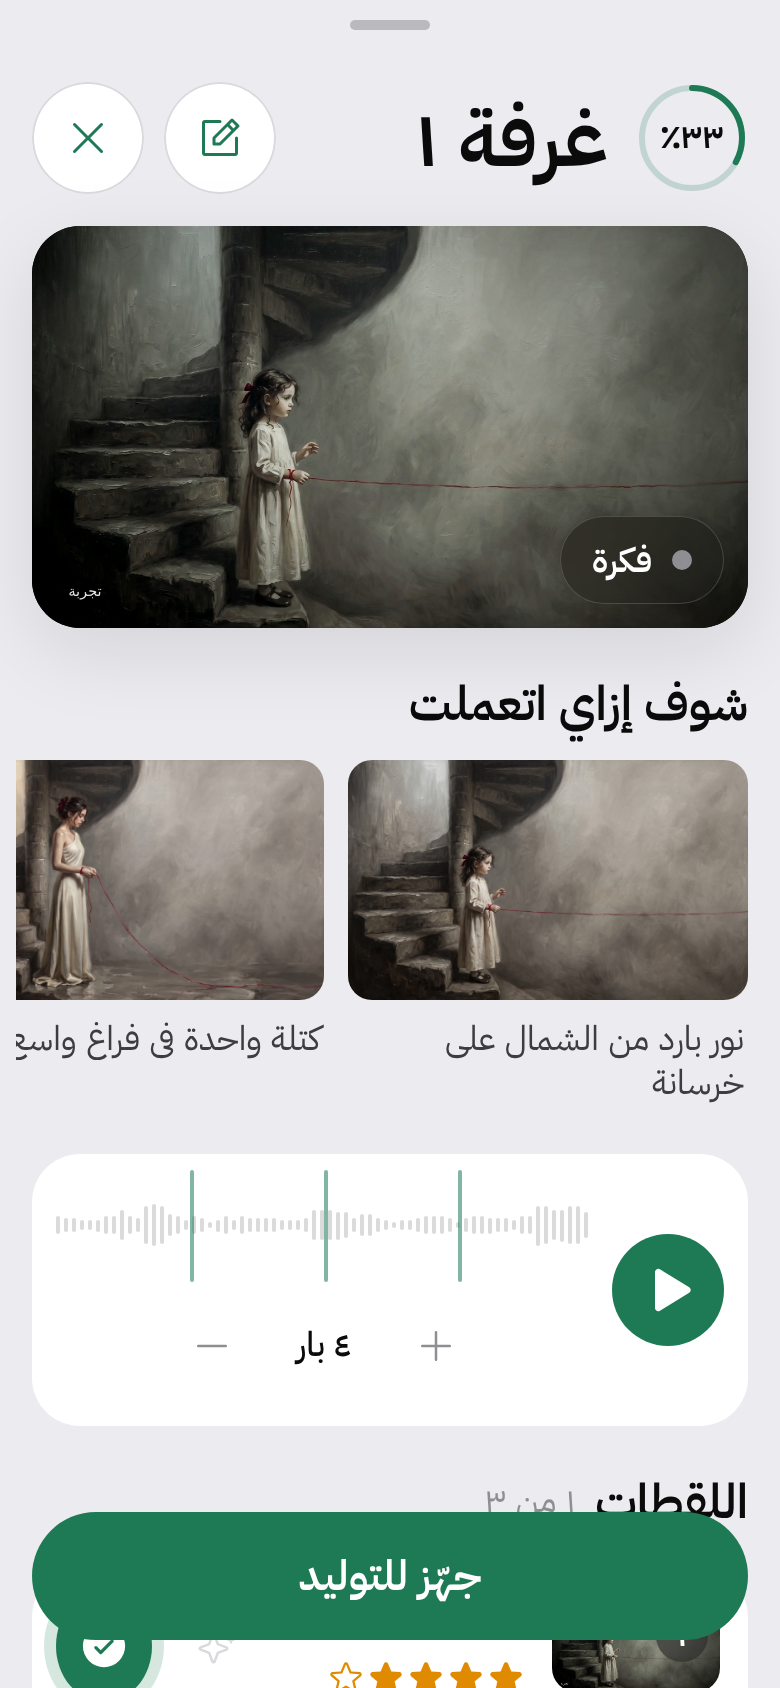 ٣٣٪
غرفة ١
فكرة
تجربة
شوف إزاي اتعملت
نور بارد من الشمال على
خرسانة
كتلة واحدة في فراغ واسع
٤ بار
اللقطات ١ من ٣
جهّز للتوليد